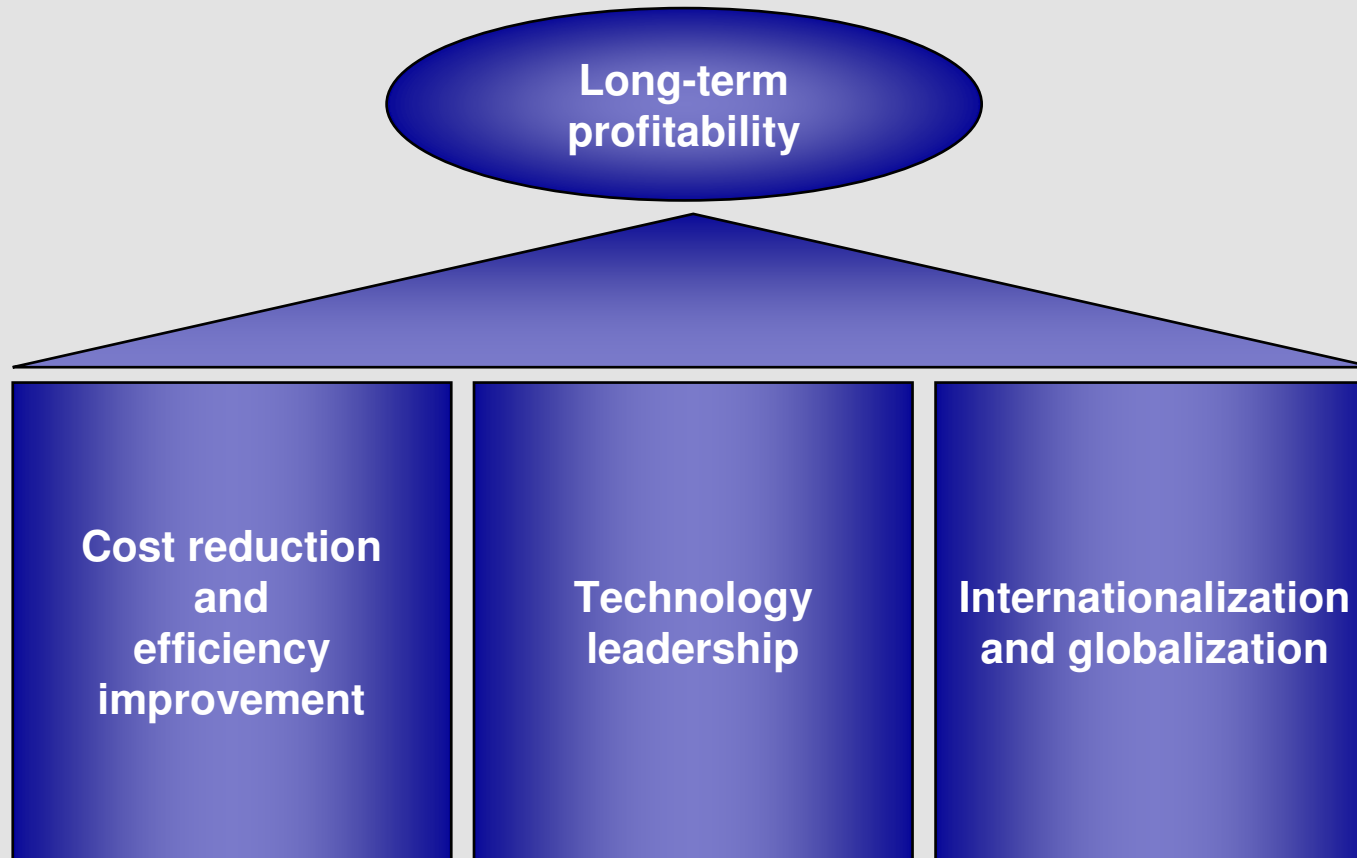 Long-term
profitability
Cost reduction
and
efficiency
improvement
Technology
leadership
Internationalization
and globalization